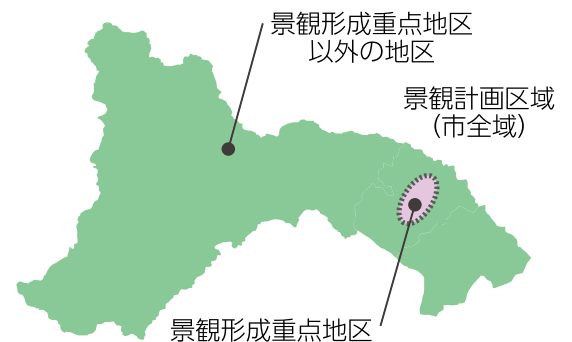 景観形成重点地区
以外の地区
景観計画区域
（市全域）
景観形成重点地区